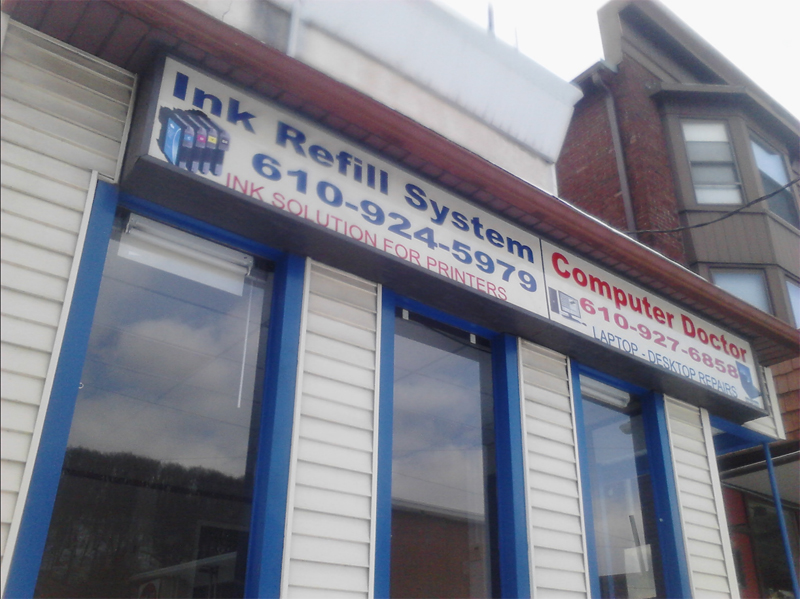 Ink Refill System
610-924-5979
INK SOLUTION FOR PRINTERS
Computer Doctor
610-927-6858
LAPTOP - DESKTOP REPAIRS